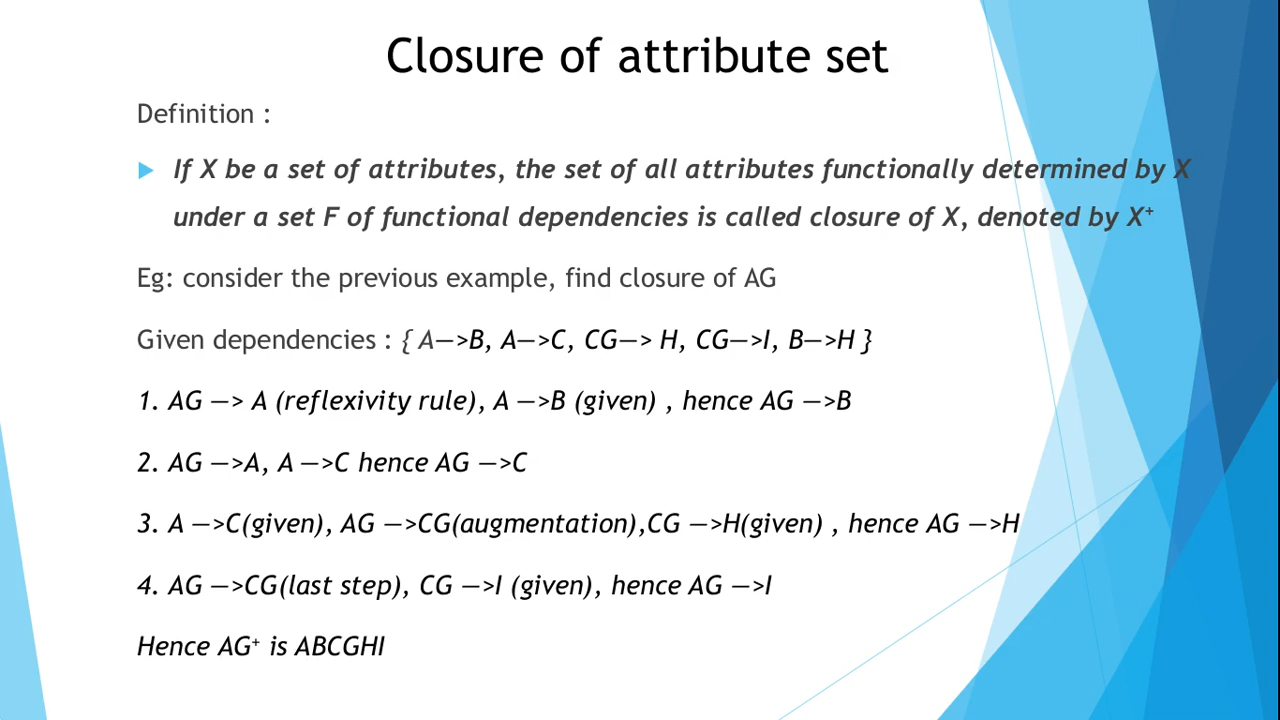 Closure of attribute set
Definition :
If X be a set of attributes, the set of all attributes functionally determined by X
under a set F of functional dependencies is called closure of X, denoted by X⁺
Eg: consider the previous example, find closure of AG
Given dependencies : { A—>B, A—>C, CG—> H, CG—>I, B—>H }
1. AG —> A (reflexivity rule), A —>B (given) , hence AG —>B
2. AG —>A, A —>C hence AG —>C
3. A —>C(given), AG —>CG(augmentation),CG —>H(given) , hence AG —>H
4. AG —>CG(last step), CG —>I (given), hence AG —>I
Hence AG⁺ is ABCGHI